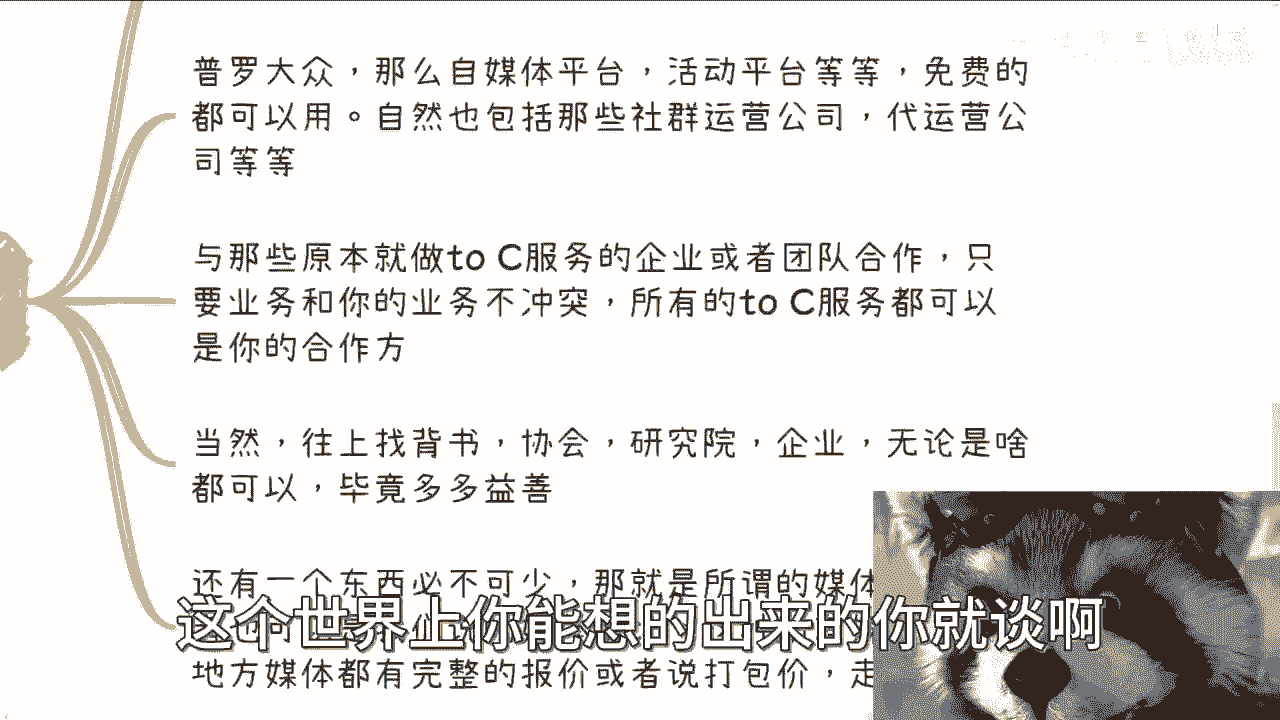 普罗大众，那么自媒体平台，活动平台等等，免费的
都可以用。自然也包括那些社群运营公司，代运营公
司等等
与那些原本就做to C服务的企业或者团队合作，只
要业务和你的业务不冲突，所有的to C服务都可以
是你的合作方
当然，往上找背书，协会，研究院，企业，无论是啥
都可以，毕竟多多益善
还有一个东西必不可少，那就是所谓的媒体
这个世界上你能想的出来的你就谈啊
地方媒体都有完整的报价或者说打包价，走